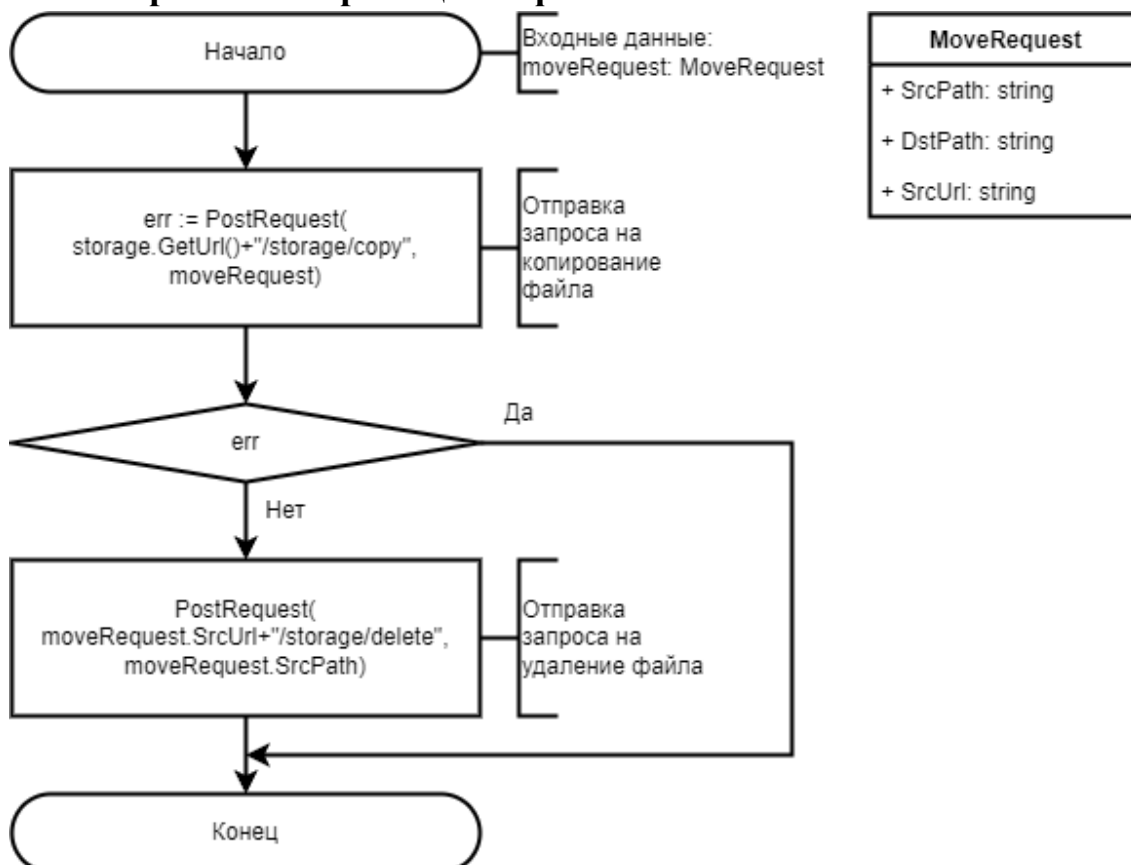 Начало
Входные данные:
moveRequest: MoveRequest
MoveRequest
+ SrcPath: string
+ DstPath: string
+ SrcUrl: string
err := PostRequest(
storage.GetUrl()+"/storage/copy",
moveRequest)
Отправка
запроса на
копирование
файла
err
Да
Нет
PostRequest(
moveRequest.SrcUrl+"/storage/delete",
moveRequest.SrcPath)
Отправка
запроса на
удаление файла
Конец